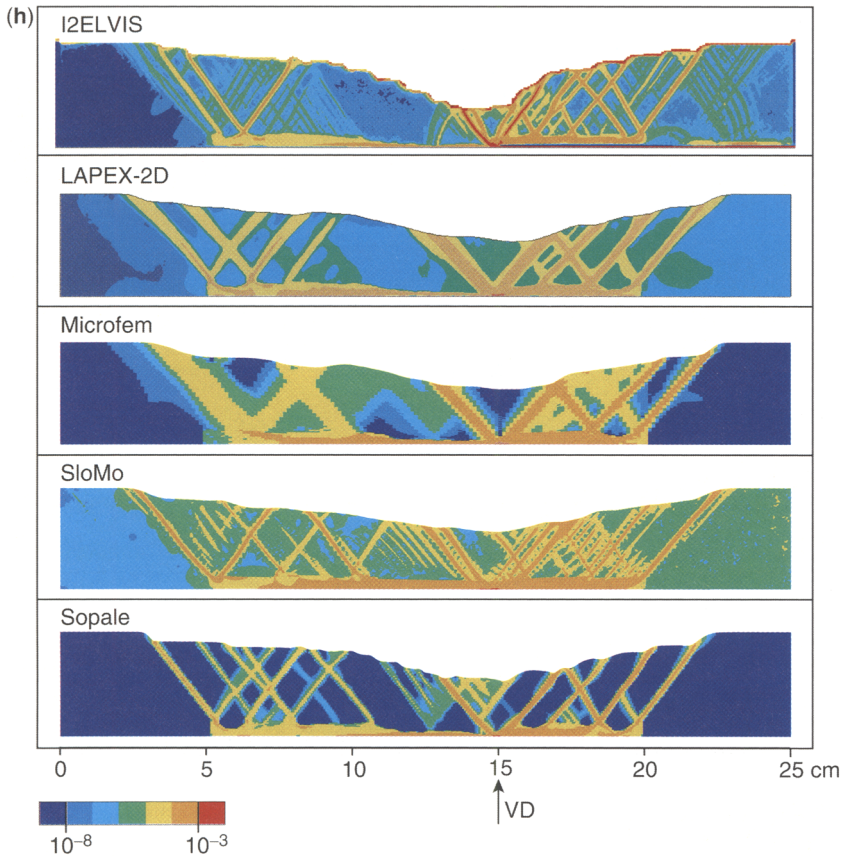 (h)
I2ELVIS
LAPEX-2D
Microfem
SloMo
Sopale
0 5 10 15 20 25 cm
VD
10⁻⁸ 10⁻³